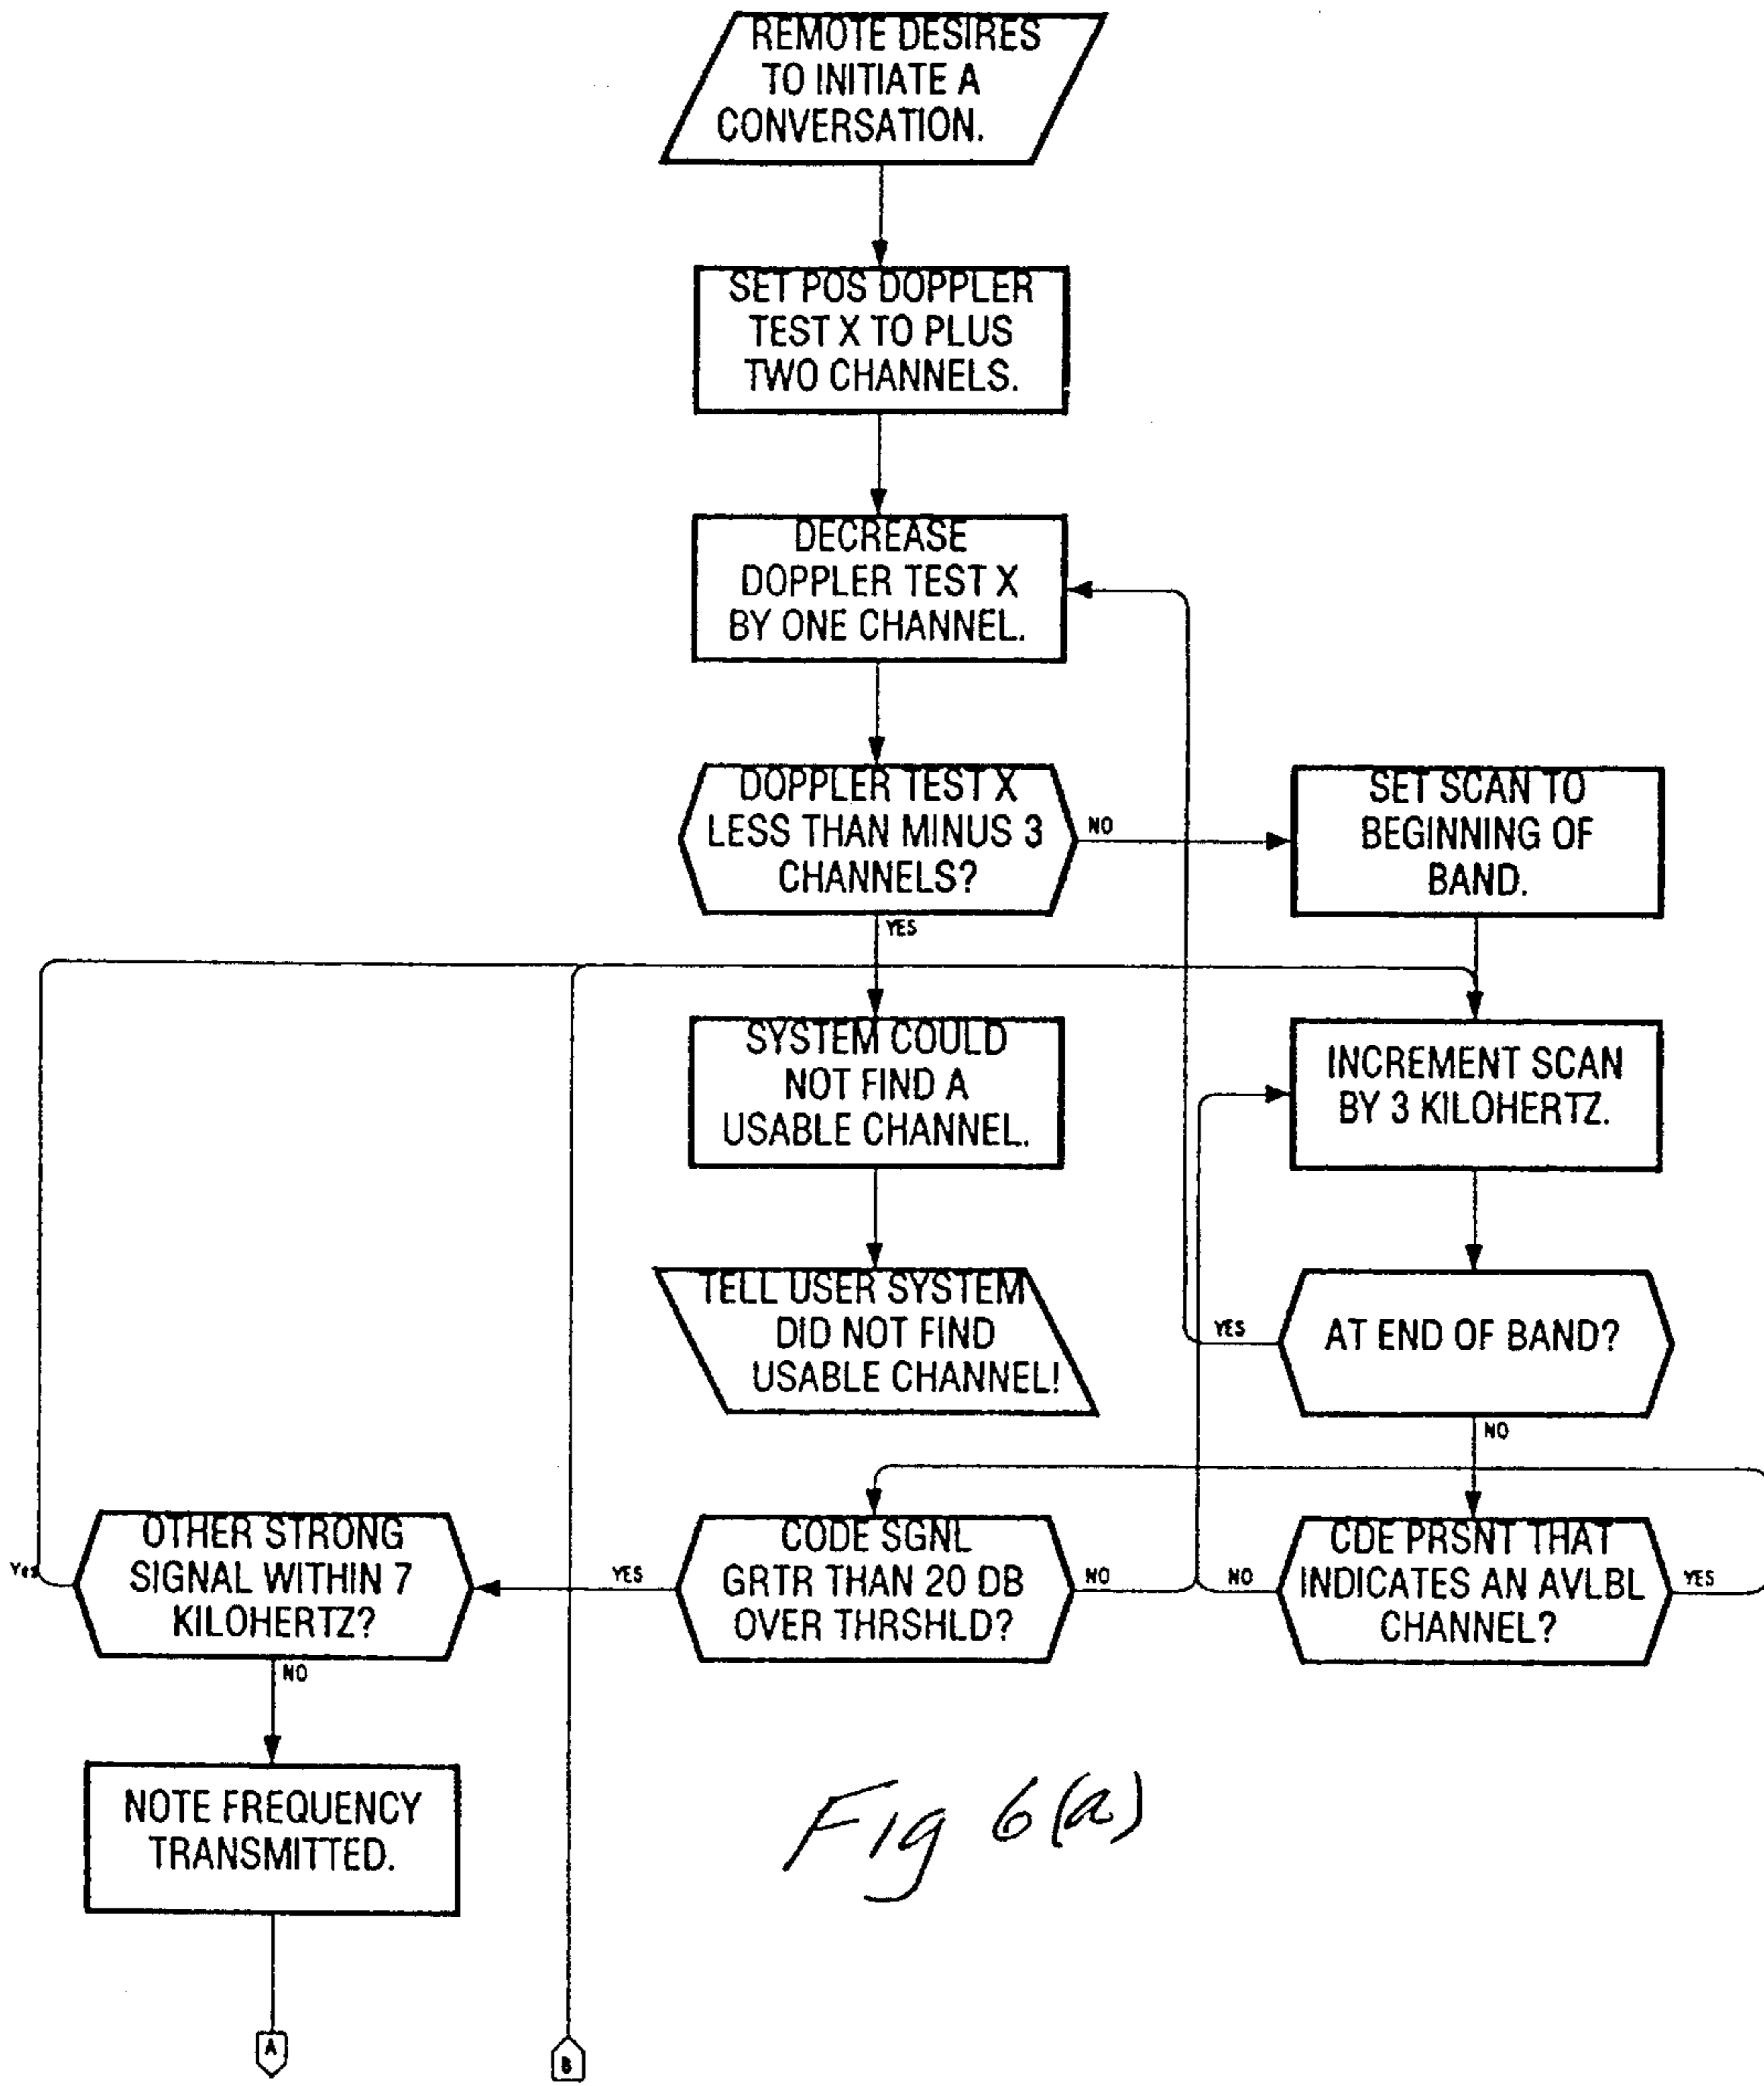 REMOTE DESIRES
TO INITIATE A
CONVERSATION.
SET POS DOPPLER
TEST X TO PLUS
TWO CHANNELS.
DECREASE
DOPPLER TEST X
BY ONE CHANNEL.
DOPPLER TEST X
LESS THAN MINUS 3
CHANNELS?
NO
YES
SET SCAN TO
BEGINNING OF
BAND.
SYSTEM COULD
NOT FIND A
USABLE CHANNEL.
INCREMENT SCAN
BY 3 KILOHERTZ.
TELL USER SYSTEM
DID NOT FIND
USABLE CHANNEL!
YES
AT END OF BAND?
NO
YES
OTHER STRONG
SIGNAL WITHIN 7
KILOHERTZ?
NO
YES
CODE SGNL
GRTR THAN 20 DB
OVER THRSHLD?
NO
NO
CDE PRSNT THAT
INDICATES AN AVLBL
CHANNEL?
YES
NOTE FREQUENCY
TRANSMITTED.
Fig 6(a)
A
B